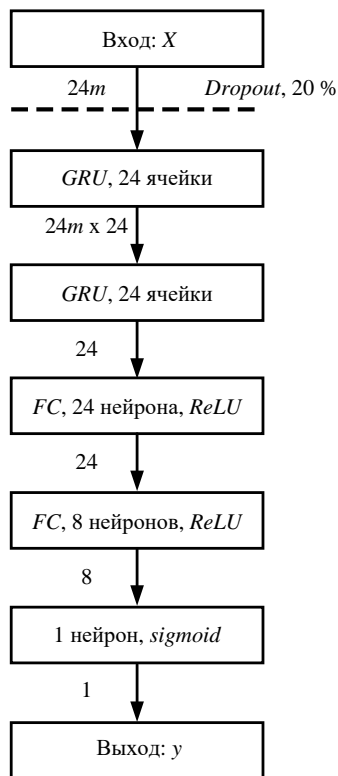 Вход: X
24m
Dropout, 20 %
GRU, 24 ячейки
24m x 24
GRU, 24 ячейки
24
FC, 24 нейрона, ReLU
24
FC, 8 нейронов, ReLU
8
1 нейрон, sigmoid
1
Выход: y